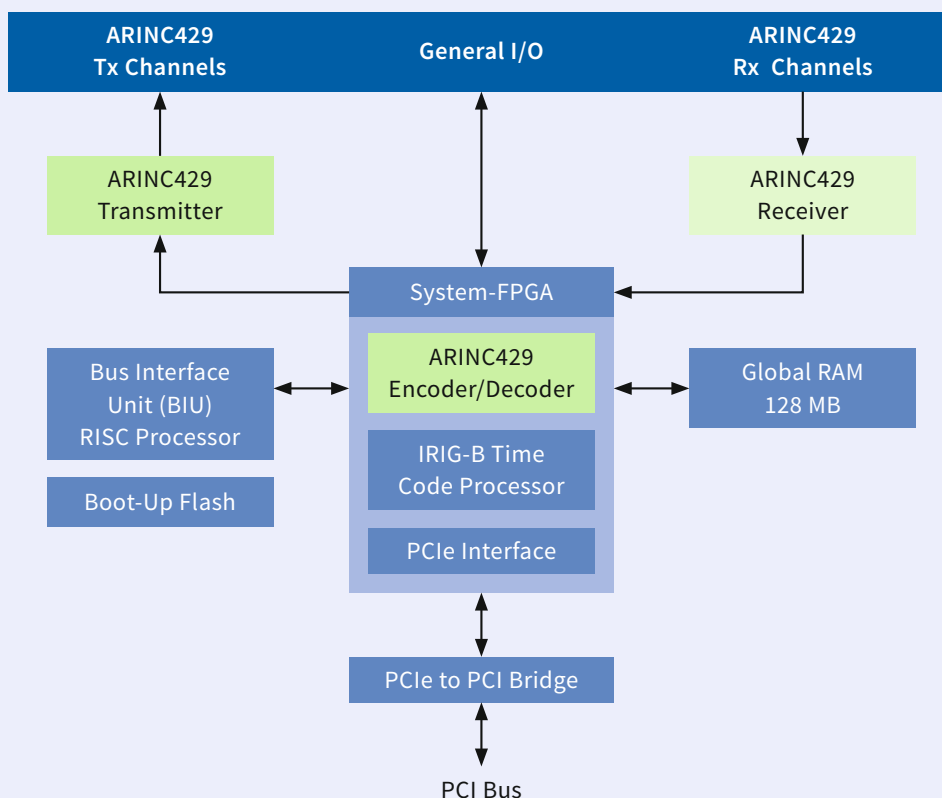 ARINC429
Tx Channels
General I/O
ARINC429
Rx Channels
ARINC429
Transmitter
ARINC429
Receiver
System-FPGA
ARINC429
Encoder/Decoder
Bus Interface
Unit (BIU)
RISC Processor
Global RAM
128 MB
IRIG-B Time
Code Processor
Boot-Up Flash
PCIe Interface
PCIe to PCI Bridge
PCI Bus